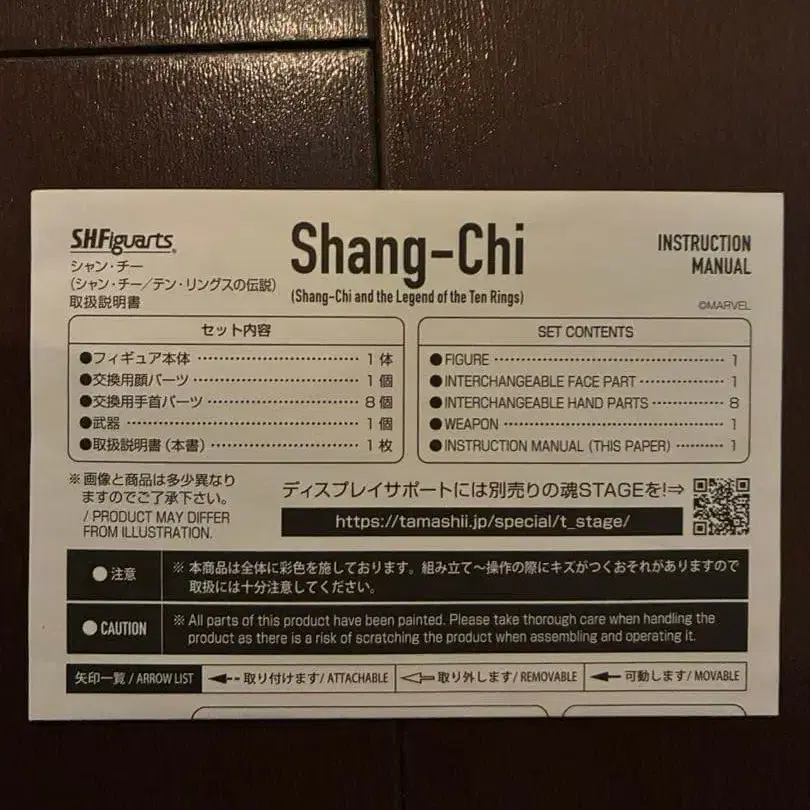 S.H.Figuarts
シャン・チー
(シャン・チー／テン・リングスの伝説)
取扱説明書
Shang-Chi
(Shang-Chi and the Legend of the Ten Rings)
INSTRUCTION
MANUAL
©MARVEL
セット内容
●フィギュア本体 ………………… 1体
●交換用顔パーツ ………………… 1個
●交換用手首パーツ ……………… 8個
●武器 ……………………………… 1個
●取扱説明書(本書) ……………… 1枚
SET CONTENTS
●FIGURE ………………………… 1
●INTERCHANGEABLE FACE PART ………… 1
●INTERCHANGEABLE HAND PARTS ………… 8
●WEAPON ………………………… 1
●INSTRUCTION MANUAL (THIS PAPER) ……… 1
※画像と商品は多少異なり
ますのでご了承下さい。
/ PRODUCT MAY DIFFER
FROM ILLUSTRATION.
ディスプレイサポートには別売りの魂STAGEを!⇒
https://tamashii.jp/special/t_stage/
●注意
※本商品は全体に彩色を施しております。組み立て～操作の際にキズがつくおそれがありますので
取扱には十分注意してください。
●CAUTION
※All parts of this product have been painted. Please take thorough care when handling the
product as there is a risk of scratching the product when assembling and operating it.
矢印一覧 / ARROW LIST
取り付けます/ ATTACHABLE
取り外します/ REMOVABLE
可動します/ MOVABLE